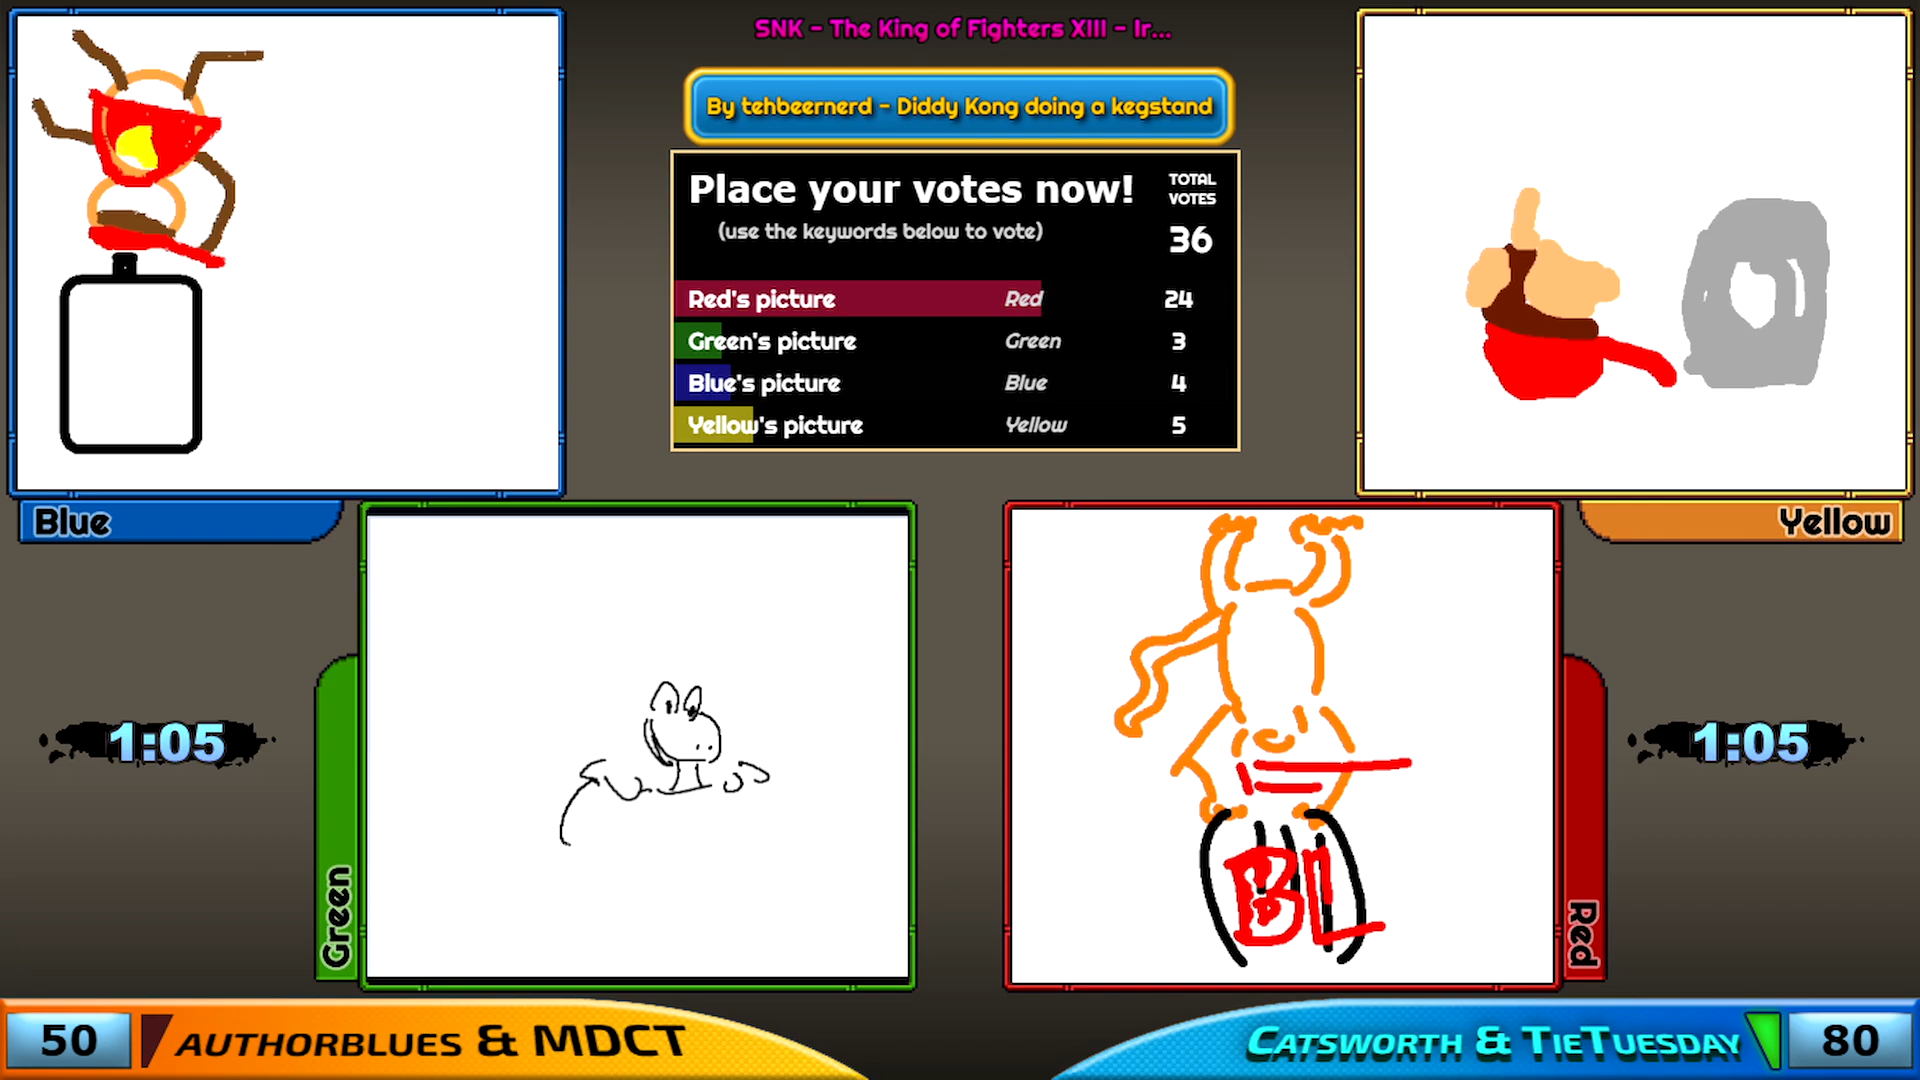 SNK - The King of Fighters XIII - Ir...
By tehbeernerd - Diddy Kong doing a kegstand
Place your votes now!
TOTAL VOTES
(use the keywords below to vote)
36
Red's picture Red 24
Green's picture Green 3
Blue's picture Blue 4
Yellow's picture Yellow 5
Blue
Yellow
1:05
1:05
Green
Red
BL
50
AUTHORBLUES & MDCT
CATSWORTH & TIETUESDAY
80